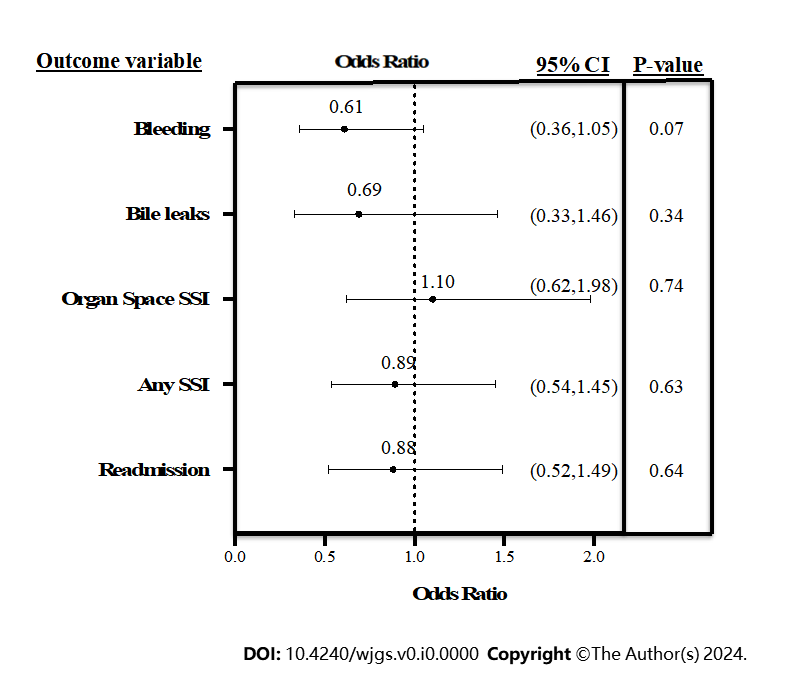 Outcome variable Odds Ratio 95% CI P-value
0.61
Bleeding (0.36,1.05) 0.07
0.69
Bile leaks (0.33,1.46) 0.34
1.10 (0.62,1.98) 0.74
Organ Space SSI
0.89
Any SSI (0.54,1.45) 0.63
0.88
Readmission (0.52,1.49) 0.64
0.0 0.5 1.0 1.5 2.0
Odds Ratio
DOI: 10.4240/wjgs.v0.i0.0000 Copyright ©The Author(s) 2024.